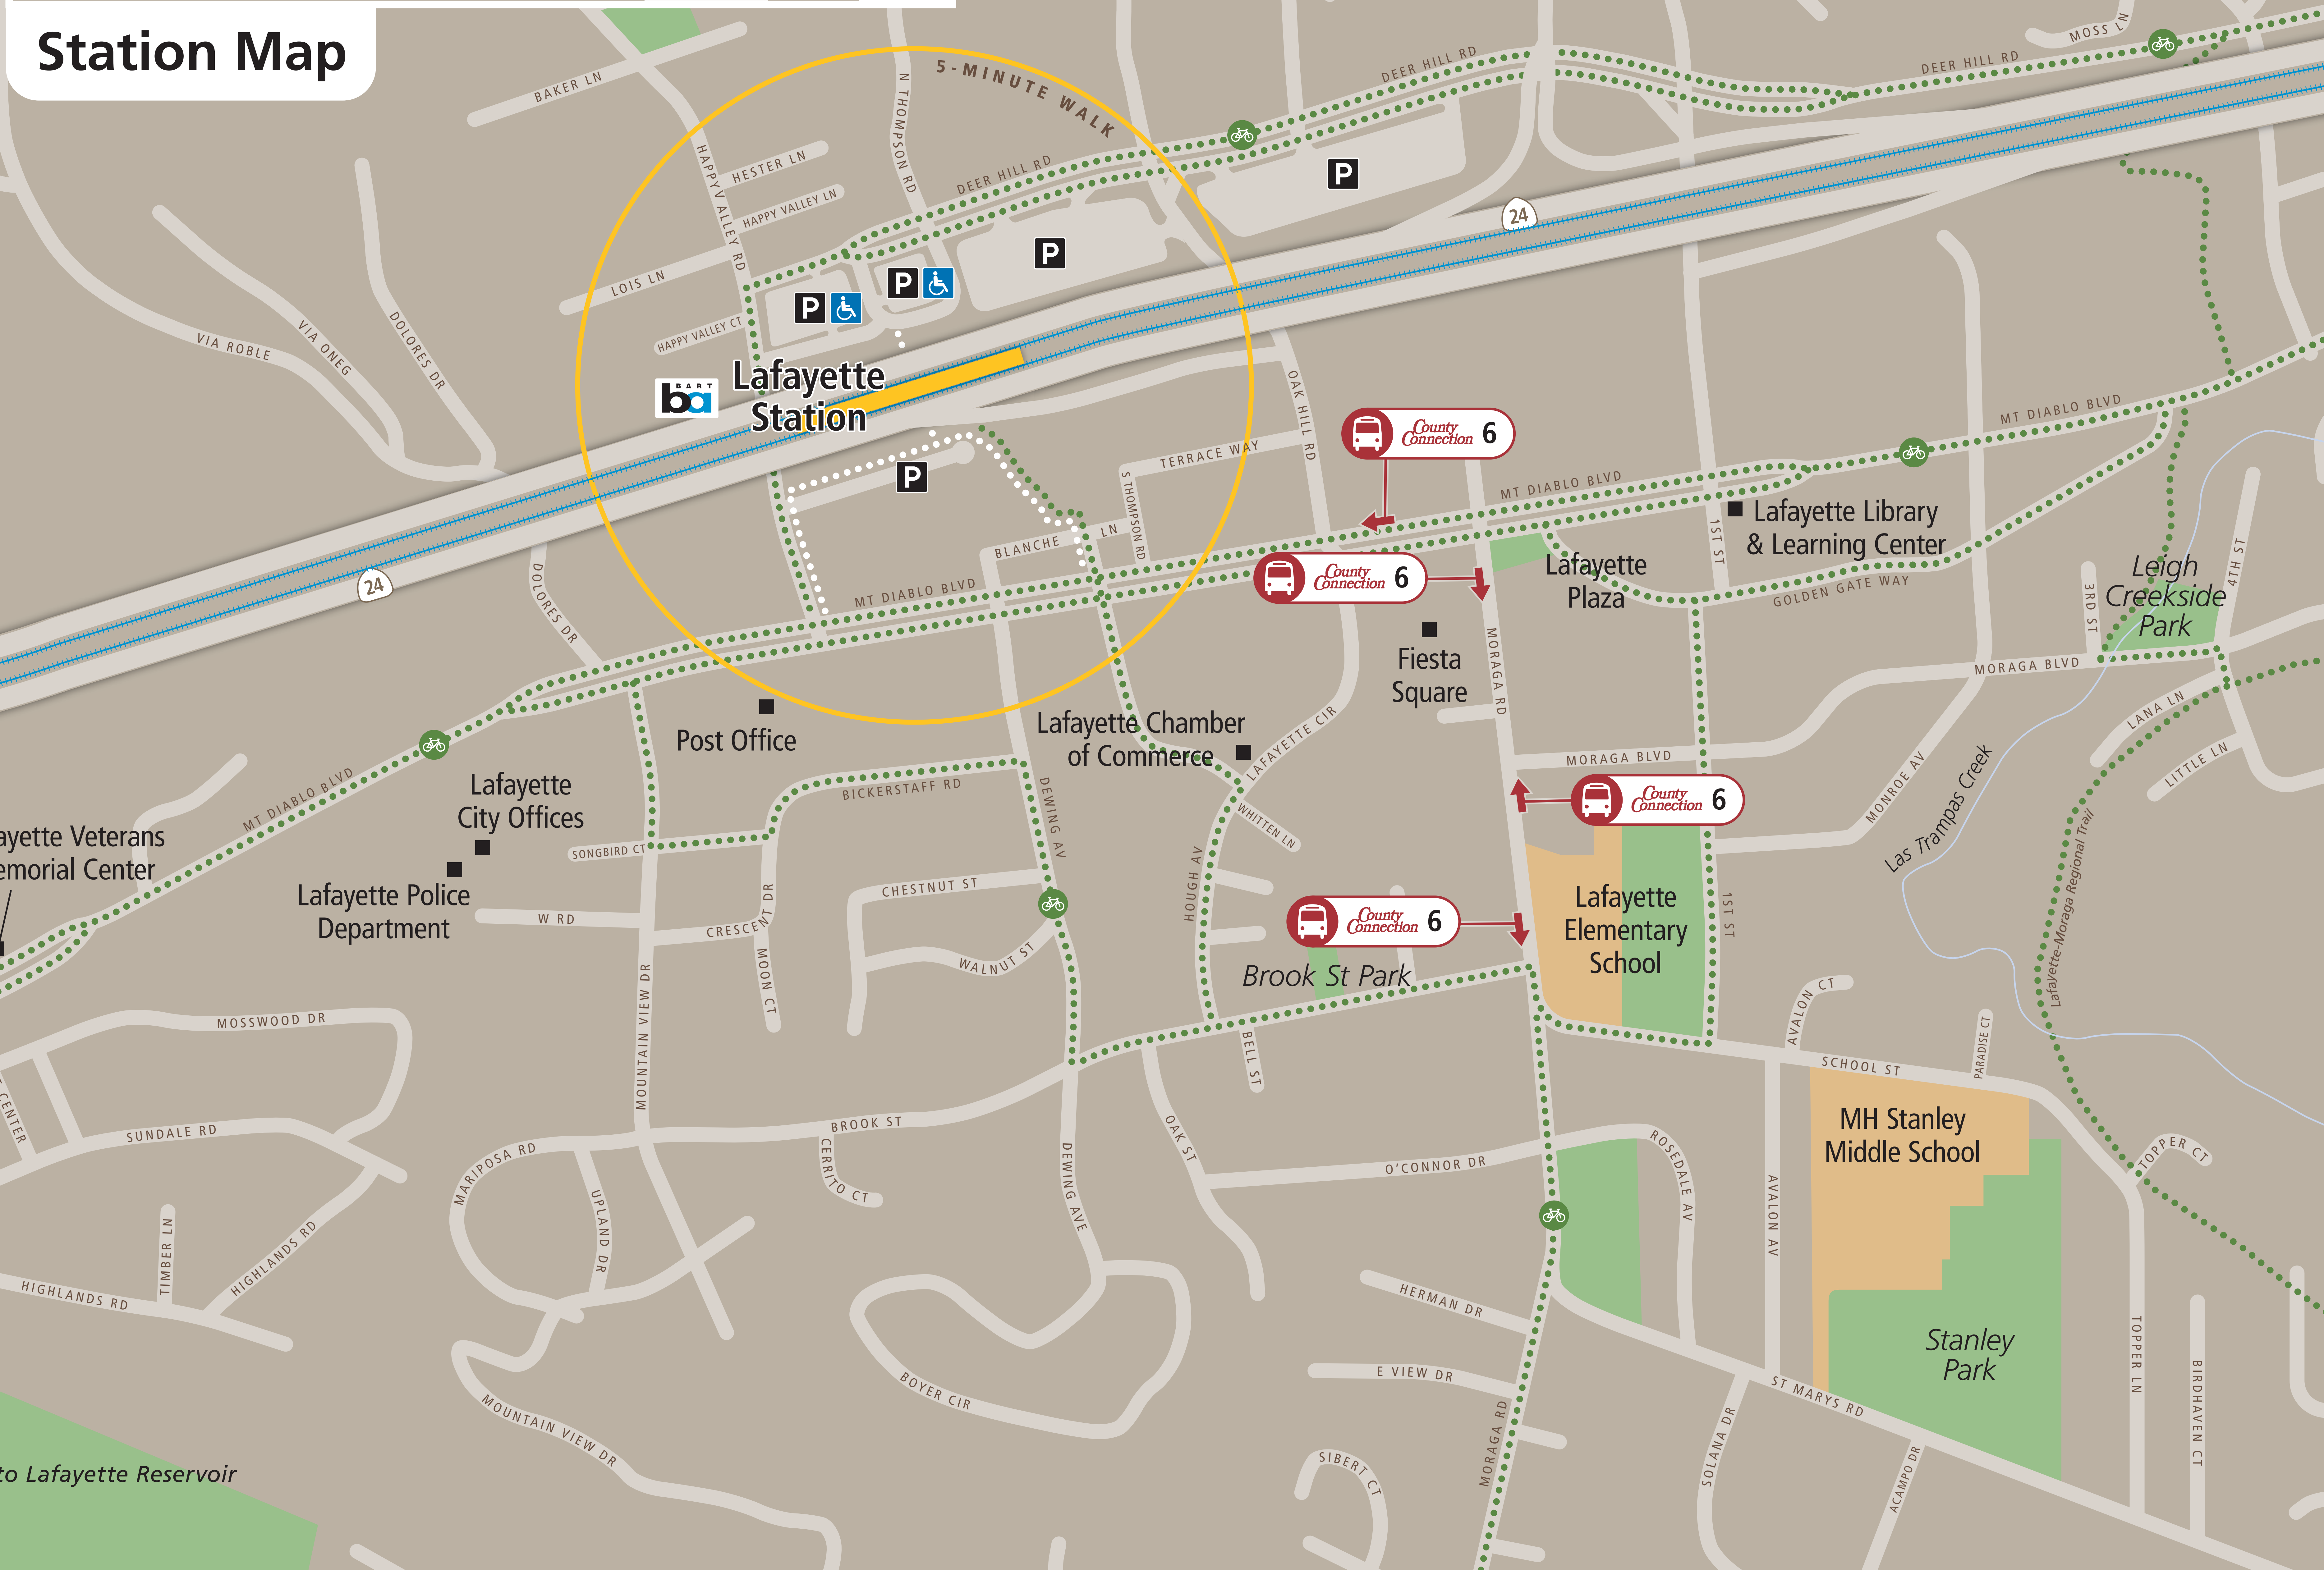 Station Map
BAKER LN
N THOMPSON RD
5-MINUTE WALK
DEER HILL RD
DEER HILL RD
MOSS LN
HAPPY VALLEY RD
HESTER LN
DEER HILL RD
P
HAPPY VALLEY LN
24
LOIS LN
P
P
P
HAPPY VALLEY CT
VIA ROBLE
VIA ONEG
DOLORES DR
BART
ba
Lafayette
Station
OAK HILL RD
MT DIABLO BLVD
County
Connection 6
TERRACE WAY
P
S THOMPSON RD
MT DIABLO BLVD
BLANCHE LN
1ST ST
Lafayette Library
& Learning Center
24
DOLORES DR
MT DIABLO BLVD
County
Connection 6
Lafayette
Plaza
GOLDEN GATE WAY
3RD ST
Leigh
Creekside
Park
4TH ST
Fiesta
Square
MORAGA RD
MORAGA BLVD
Post Office
Lafayette Chamber
of Commerce
LAFAYETTE CIR
MORAGA BLVD
LANA LN
LITTLE LN
MT DIABLO BLVD
Lafayette
City Offices
BICKERSTAFF RD
DEWING AV
WHITTEN LN
County
Connection 6
MONROE AV
Las Trampas Creek
ayette Veterans
emorial Center
SONGBIRD CT
Lafayette Police
Department
W RD
CRESCENT DR
CHESTNUT ST
HOUGH AV
County
Connection 6
Lafayette
Elementary
School
1ST ST
Lafayette-Moraga Regional Trail
WALNUT ST
MOON CT
Brook St Park
MOSSWOOD DR
MOUNTAIN VIEW DR
BELL ST
AVALON CT
PARADISE CT
SCHOOL ST
CENTER
SUNDALE RD
MARIPOSA RD
BROOK ST
CERRITO CT
DEWING AVE
OAK ST
O'CONNOR DR
ROSEDALE AV
MH Stanley
Middle School
TOPPER CT
AVALON AV
UPLAND DR
TIMBER LN
HIGHLANDS RD
HIGHLANDS RD
HERMAN DR
Stanley
Park
TOPPER LN
BIRDHAVEN CT
BOYER CIR
E VIEW DR
ST MARYS RD
MOUNTAIN VIEW DR
MORAGA RD
SOLANA DR
ACAMPO DR
SIBERT CT
to Lafayette Reservoir